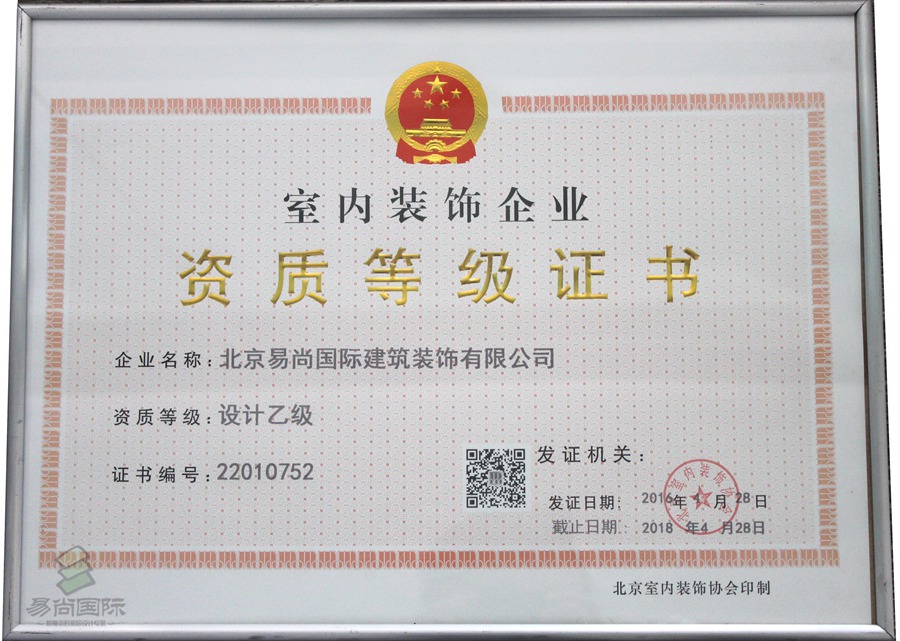 室内装饰企业
资质等级证书
企业名称:北京易尚国际建筑装饰有限公司
资质等级:设计乙级
证书编号:22010752
发证机关:
发证日期: 2016年 月 28 日
截止日期: 2018 年4 月28日
北京室内装饰协会印制
易尚国际